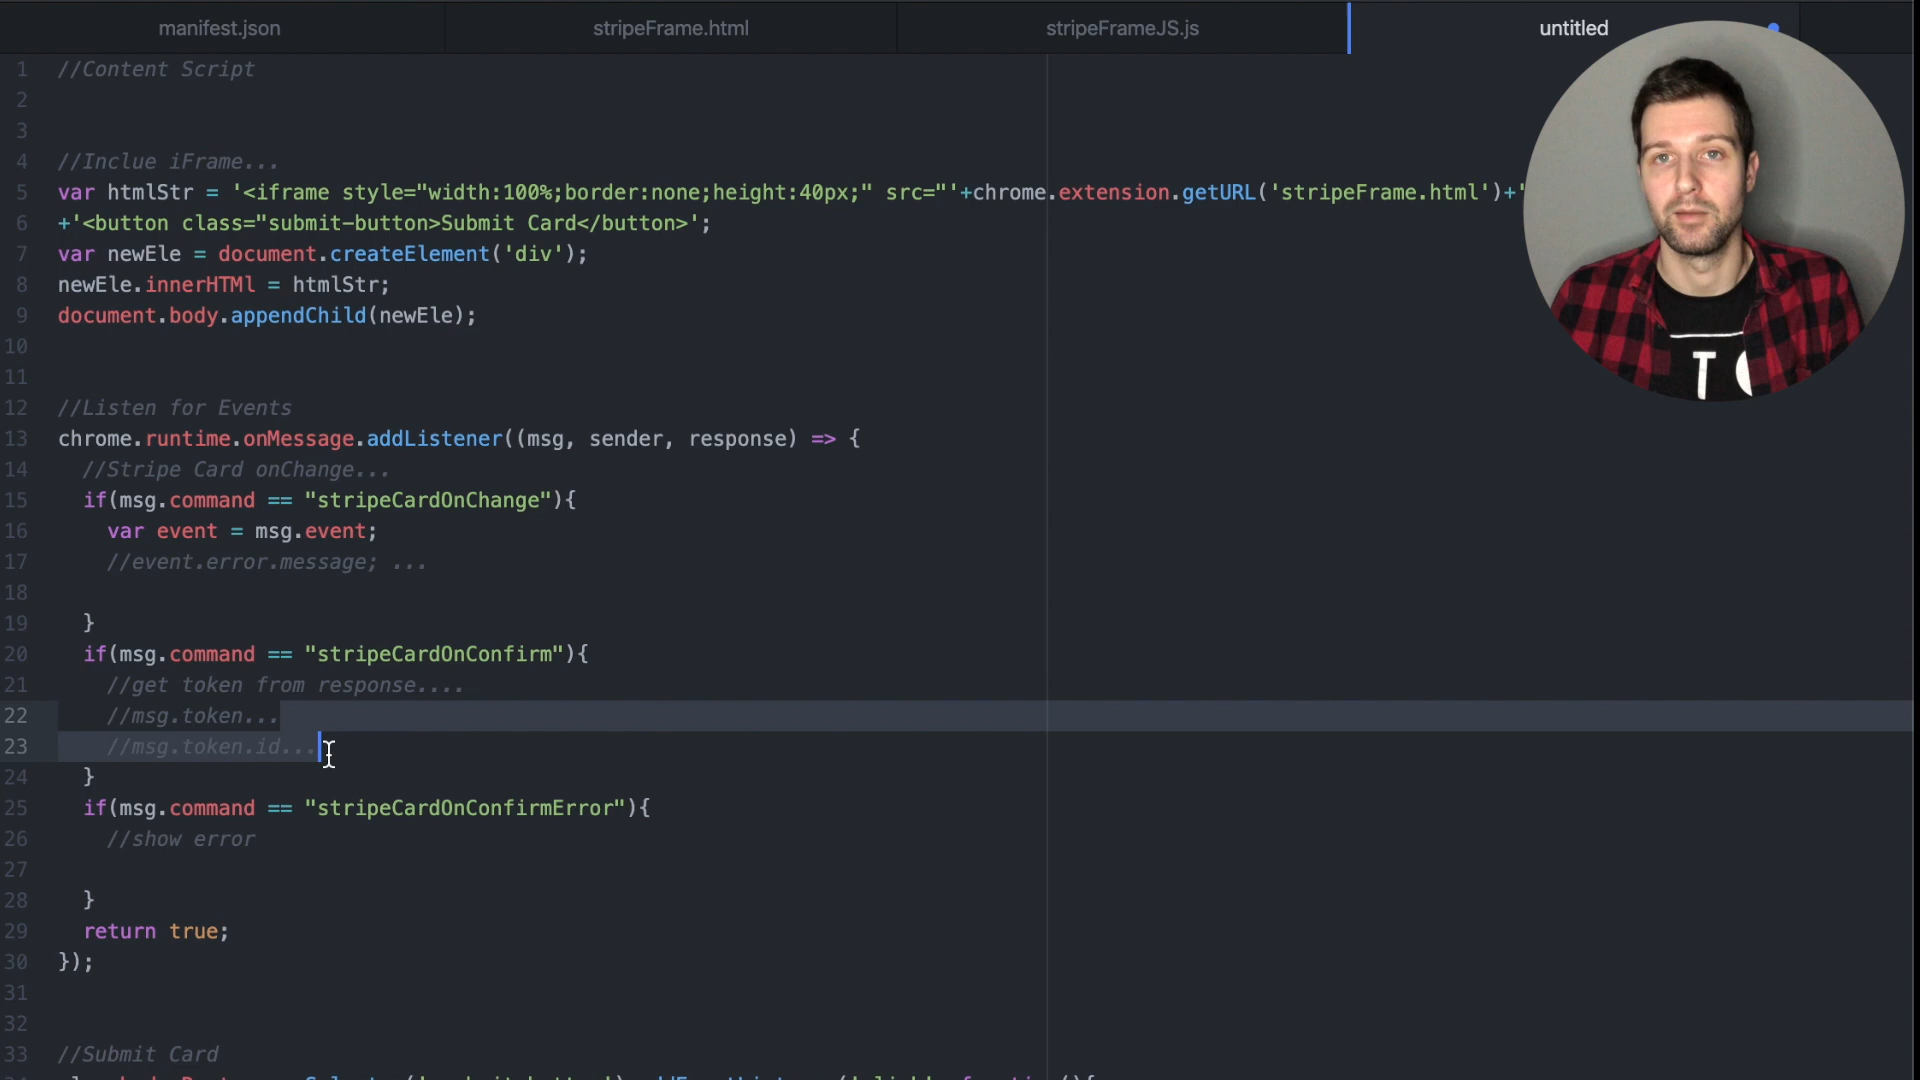 manifest.json
stripeFrame.html
stripeFrameJS.js
untitled
1 //Content Script
2
3
4 //Inclue iFrame...
5 var htmlStr = '<iframe style="width:100%;border:none;height:40px;" src="'+chrome.extension.getURL('stripeFrame.html')+'
6 +'<button class="submit-button>Submit Card</button>';
7 var newEle = document.createElement('div');
8 newEle.innerHTMl = htmlStr;
9 document.body.appendChild(newEle);
10
11
12 //Listen for Events
13 chrome.runtime.onMessage.addListener((msg, sender, response) => {
14 //Stripe Card onChange...
15 if(msg.command == "stripeCardOnChange"){
16 var event = msg.event;
17 //event.error.message; ...
18
19 }
20 if(msg.command == "stripeCardOnConfirm"){
21 //get token from response....
22 //msg.token...
23 //msg.token.id...
24 }
25 if(msg.command == "stripeCardOnConfirmError"){
26 //show error
27
28 }
29 return true;
30 });
31
32
33 //Submit Card
T